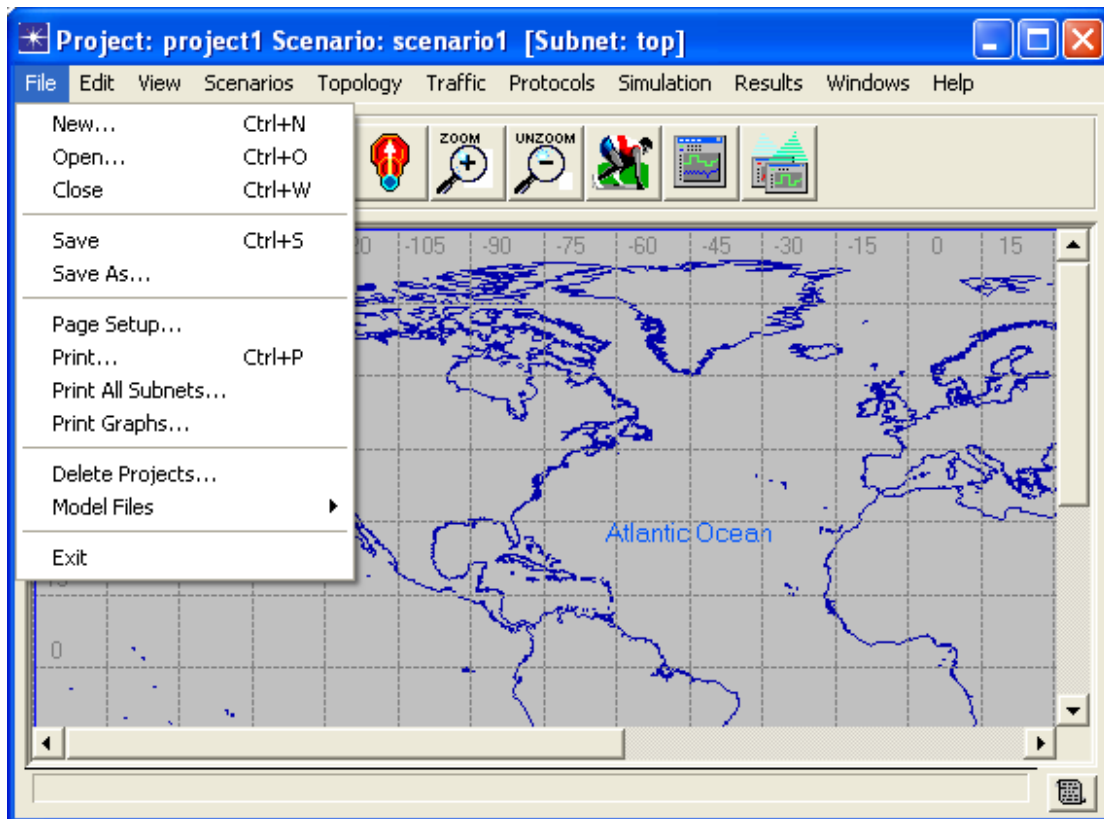 Project: project1 Scenario: scenario1 [Subnet: top]
File Edit View Scenarios Topology Traffic Protocols Simulation Results Windows Help
New... Ctrl+N
Open... Ctrl+O
Close Ctrl+W
Save Ctrl+S
Save As...
Page Setup...
Print... Ctrl+P
Print All Subnets...
Print Graphs...
Delete Projects...
Model Files
Exit
ZOOM UNZOOM
-105 -90 -75 -60 -45 -30 -15 0 15
Atlantic Ocean
0